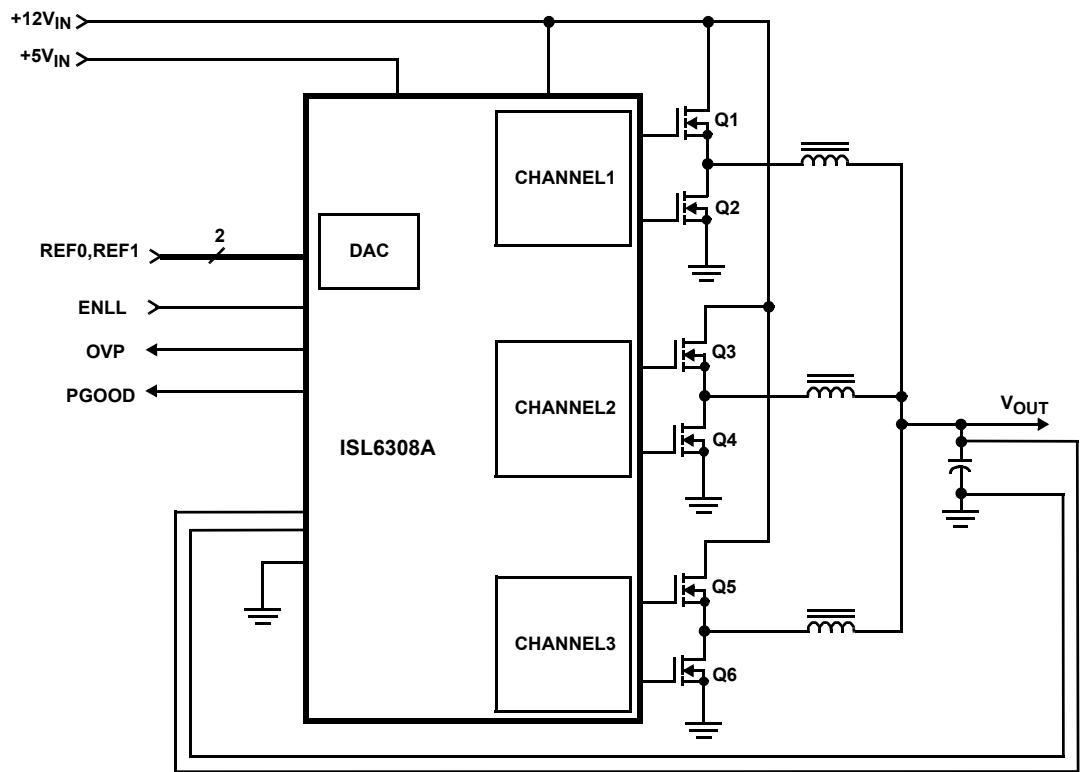 +12VIN
+5VIN
Q1
CHANNEL1
Q2
2
REF0,REF1
DAC
ENLL
OVP
Q3
PGOOD
VOUT
CHANNEL2
Q4
ISL6308A
Q5
CHANNEL3
Q6